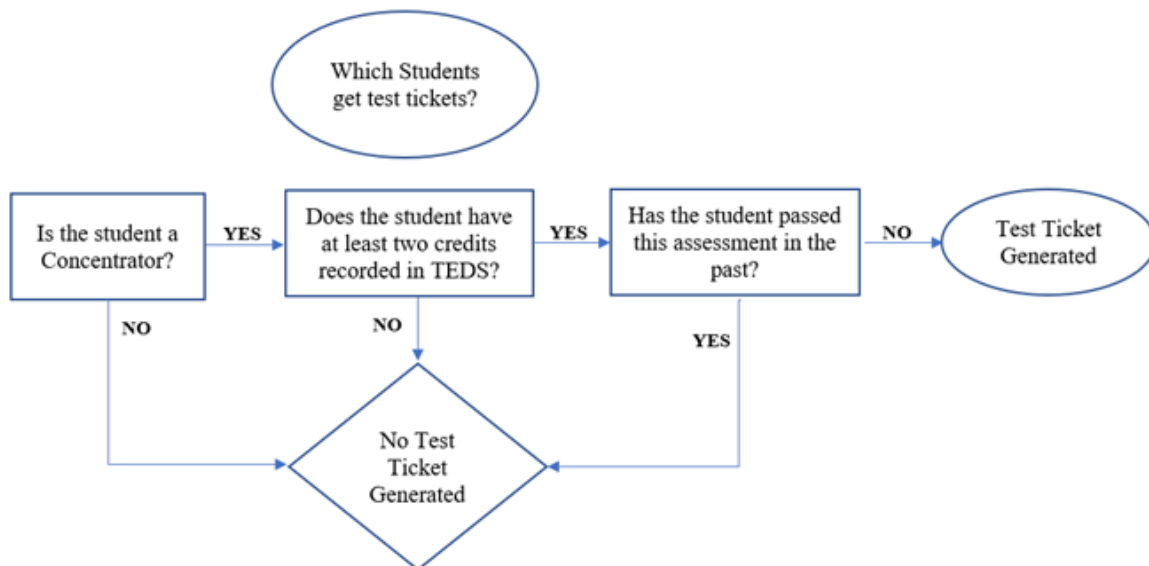 Which Students
get test tickets?
Is the student a
Concentrator?
YES
Does the student have
at least two credits
recorded in TEDS?
YES
Has the student passed
this assessment in the
past?
NO
Test Ticket
Generated
NO
NO
YES
No Test
Ticket
Generated